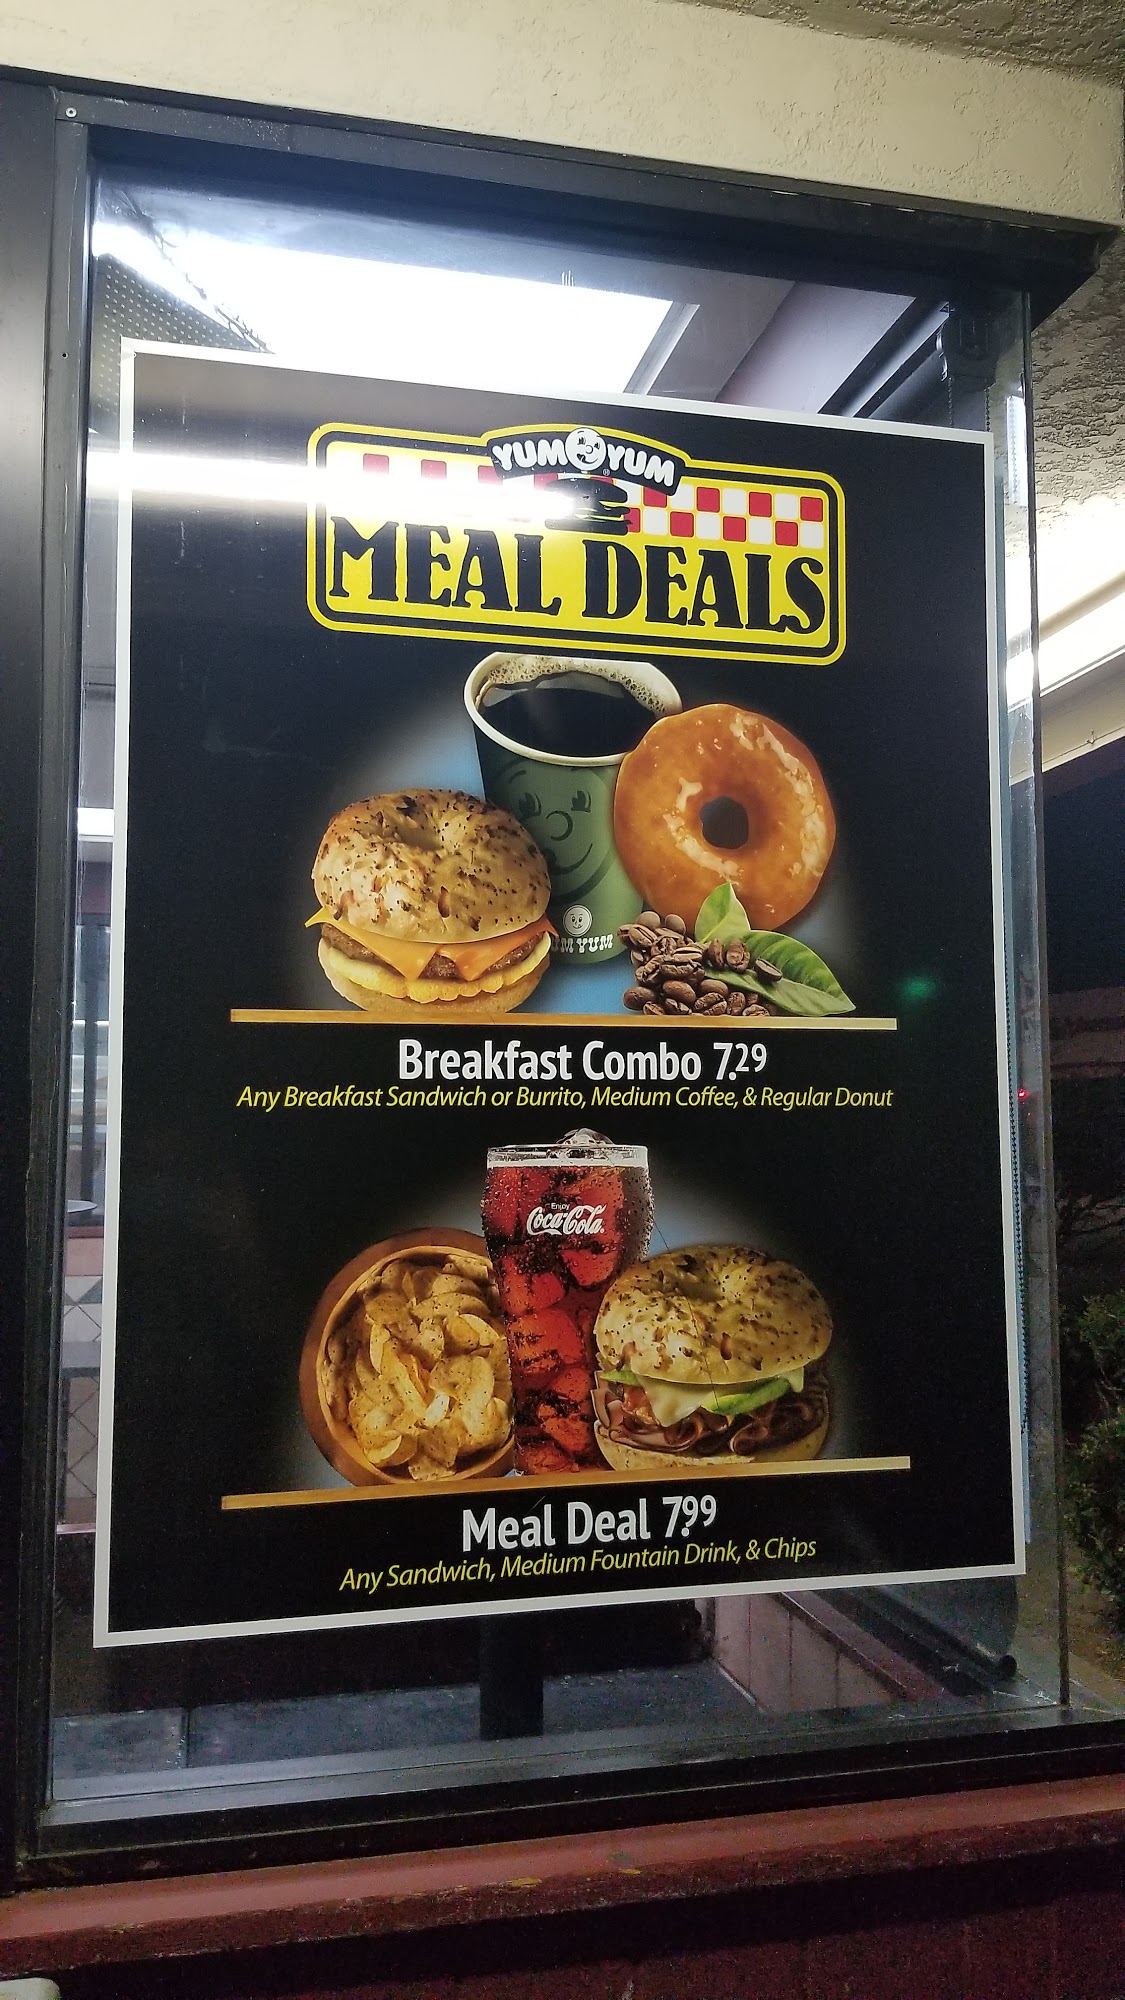 YUM YUM
MEAL DEALS
UM YUM
Breakfast Combo 7.29
Any Breakfast Sandwich or Burrito, Medium Coffee, & Regular Donut
Enjoy
Coca-Cola
Meal Deal 7.99
Any Sandwich, Medium Fountain Drink, & Chips